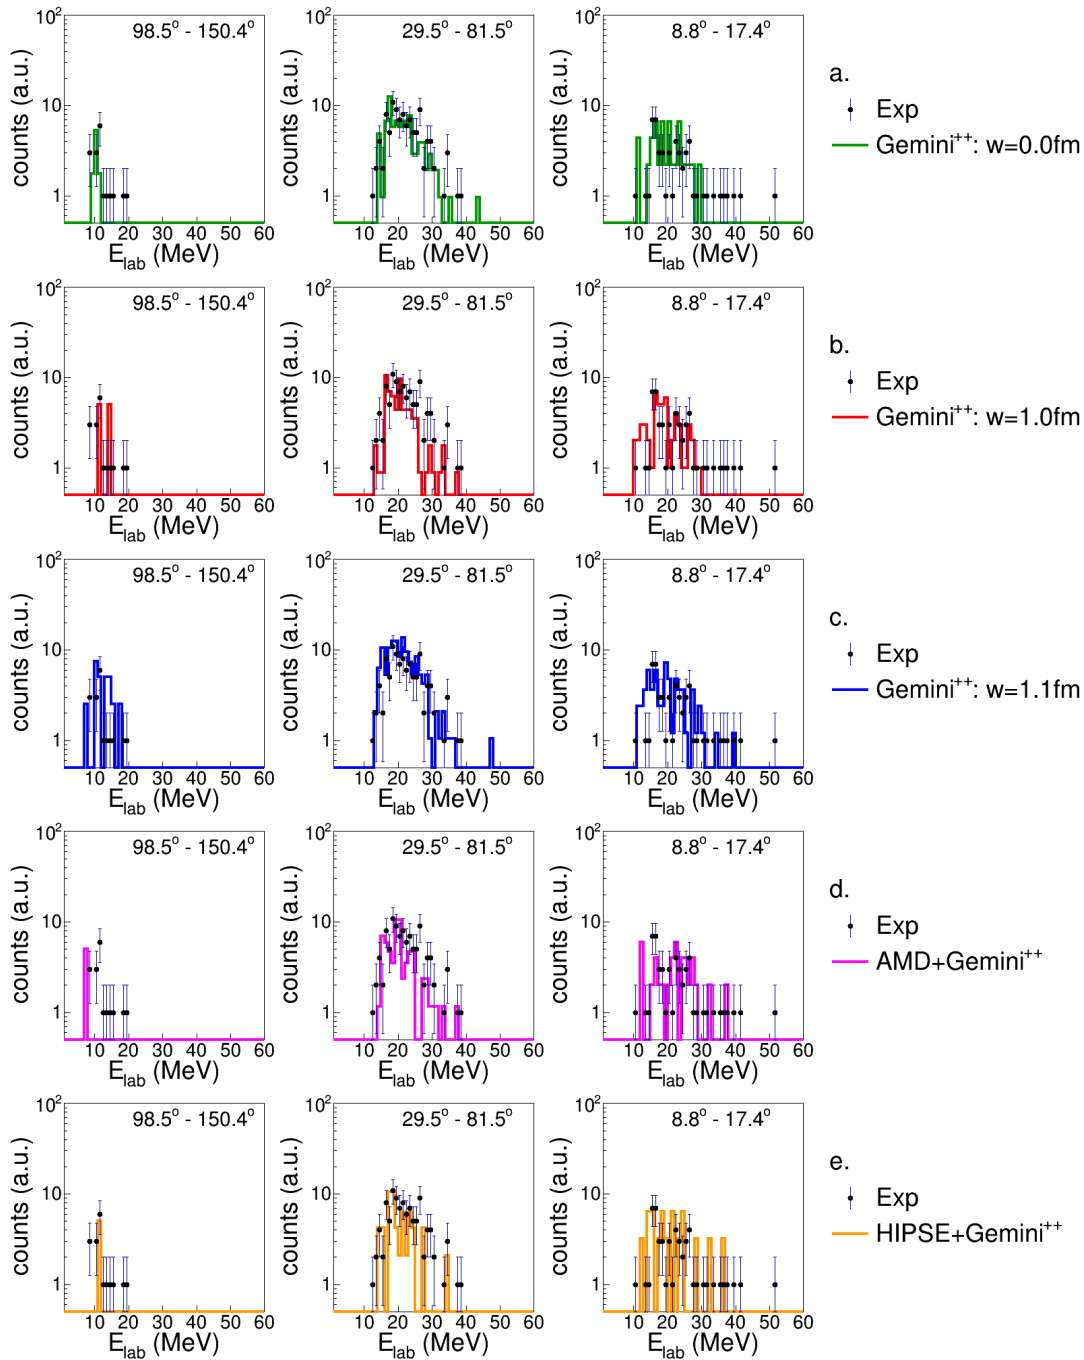 98.5° - 150.4°
29.5° - 81.5°
8.8° - 17.4°
a.
Exp
Gemini⁺⁺: w=0.0fm
counts (a.u.)
counts (a.u.)
counts (a.u.)
10²
10
1
10²
10
1
10²
10
1
10 20 30 40 50 60
10 20 30 40 50 60
10 20 30 40 50 60
E_lab (MeV)
E_lab (MeV)
E_lab (MeV)
98.5° - 150.4°
29.5° - 81.5°
8.8° - 17.4°
b.
Exp
Gemini⁺⁺: w=1.0fm
counts (a.u.)
counts (a.u.)
counts (a.u.)
10²
10
1
10²
10
1
10²
10
1
10 20 30 40 50 60
10 20 30 40 50 60
10 20 30 40 50 60
E_lab (MeV)
E_lab (MeV)
E_lab (MeV)
98.5° - 150.4°
29.5° - 81.5°
8.8° - 17.4°
c.
Exp
Gemini⁺⁺: w=1.1fm
counts (a.u.)
counts (a.u.)
counts (a.u.)
10²
10
1
10²
10
1
10²
10
1
10 20 30 40 50 60
10 20 30 40 50 60
10 20 30 40 50 60
E_lab (MeV)
E_lab (MeV)
E_lab (MeV)
98.5° - 150.4°
29.5° - 81.5°
8.8° - 17.4°
d.
Exp
AMD+Gemini⁺⁺
counts (a.u.)
counts (a.u.)
counts (a.u.)
10²
10
1
10²
10
1
10²
10
1
10 20 30 40 50 60
10 20 30 40 50 60
10 20 30 40 50 60
E_lab (MeV)
E_lab (MeV)
E_lab (MeV)
98.5° - 150.4°
29.5° - 81.5°
8.8° - 17.4°
e.
Exp
HIPSE+Gemini⁺⁺
counts (a.u.)
counts (a.u.)
counts (a.u.)
10²
10
1
10²
10
1
10²
10
1
10 20 30 40 50 60
10 20 30 40 50 60
10 20 30 40 50 60
E_lab (MeV)
E_lab (MeV)
E_lab (MeV)